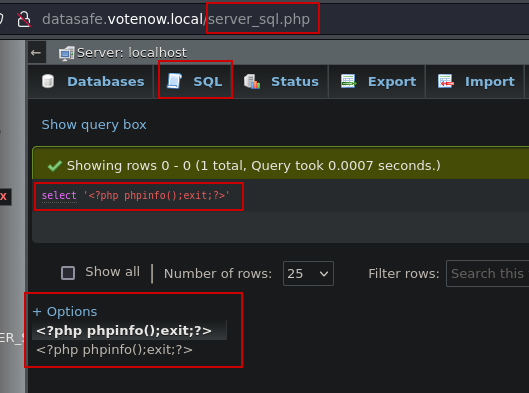 datasafe.votenow.local/server_sql.php
← Server: localhost
Databases SQL Status Export Import
Show query box
Showing rows 0 - 0 (1 total, Query took 0.0007 seconds.)
x
select '<?php phpinfo();exit;?>'
Show all Number of rows: 25 Filter rows: Search this
+ Options
<?php phpinfo();exit;?>
ER_S
<?php phpinfo();exit;?>